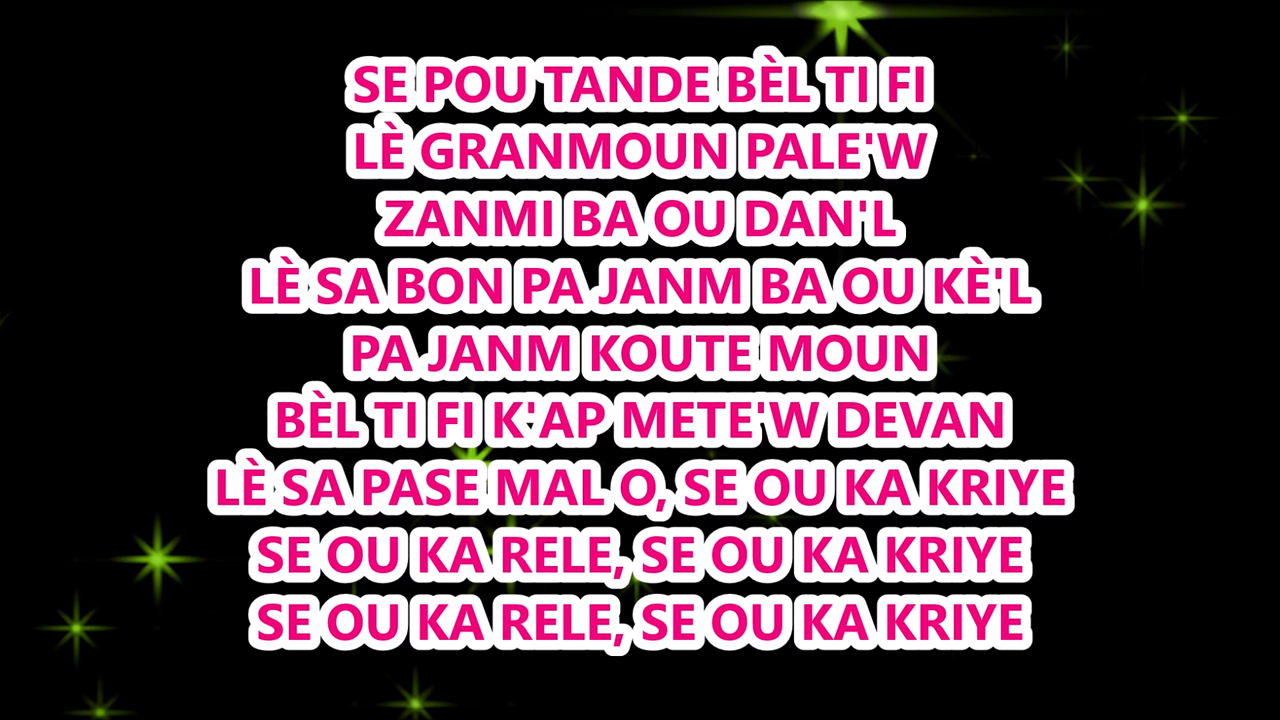 SE POU TANDE BÈL TI FI
LÈ GRANMOUN PALE'W
ZANMI BA OU DAN'L
LÈ SA BON PA JANM BA OU KÈ'L
PA JANM KOUTE MOUN
BÈL TI FI K'AP METE'W DEVAN
LÈ SA PASE MAL O, SE OU KA KRIYE
SE OU KA RELE, SE OU KA KRIYE
SE OU KA RELE, SE OU KA KRIYE